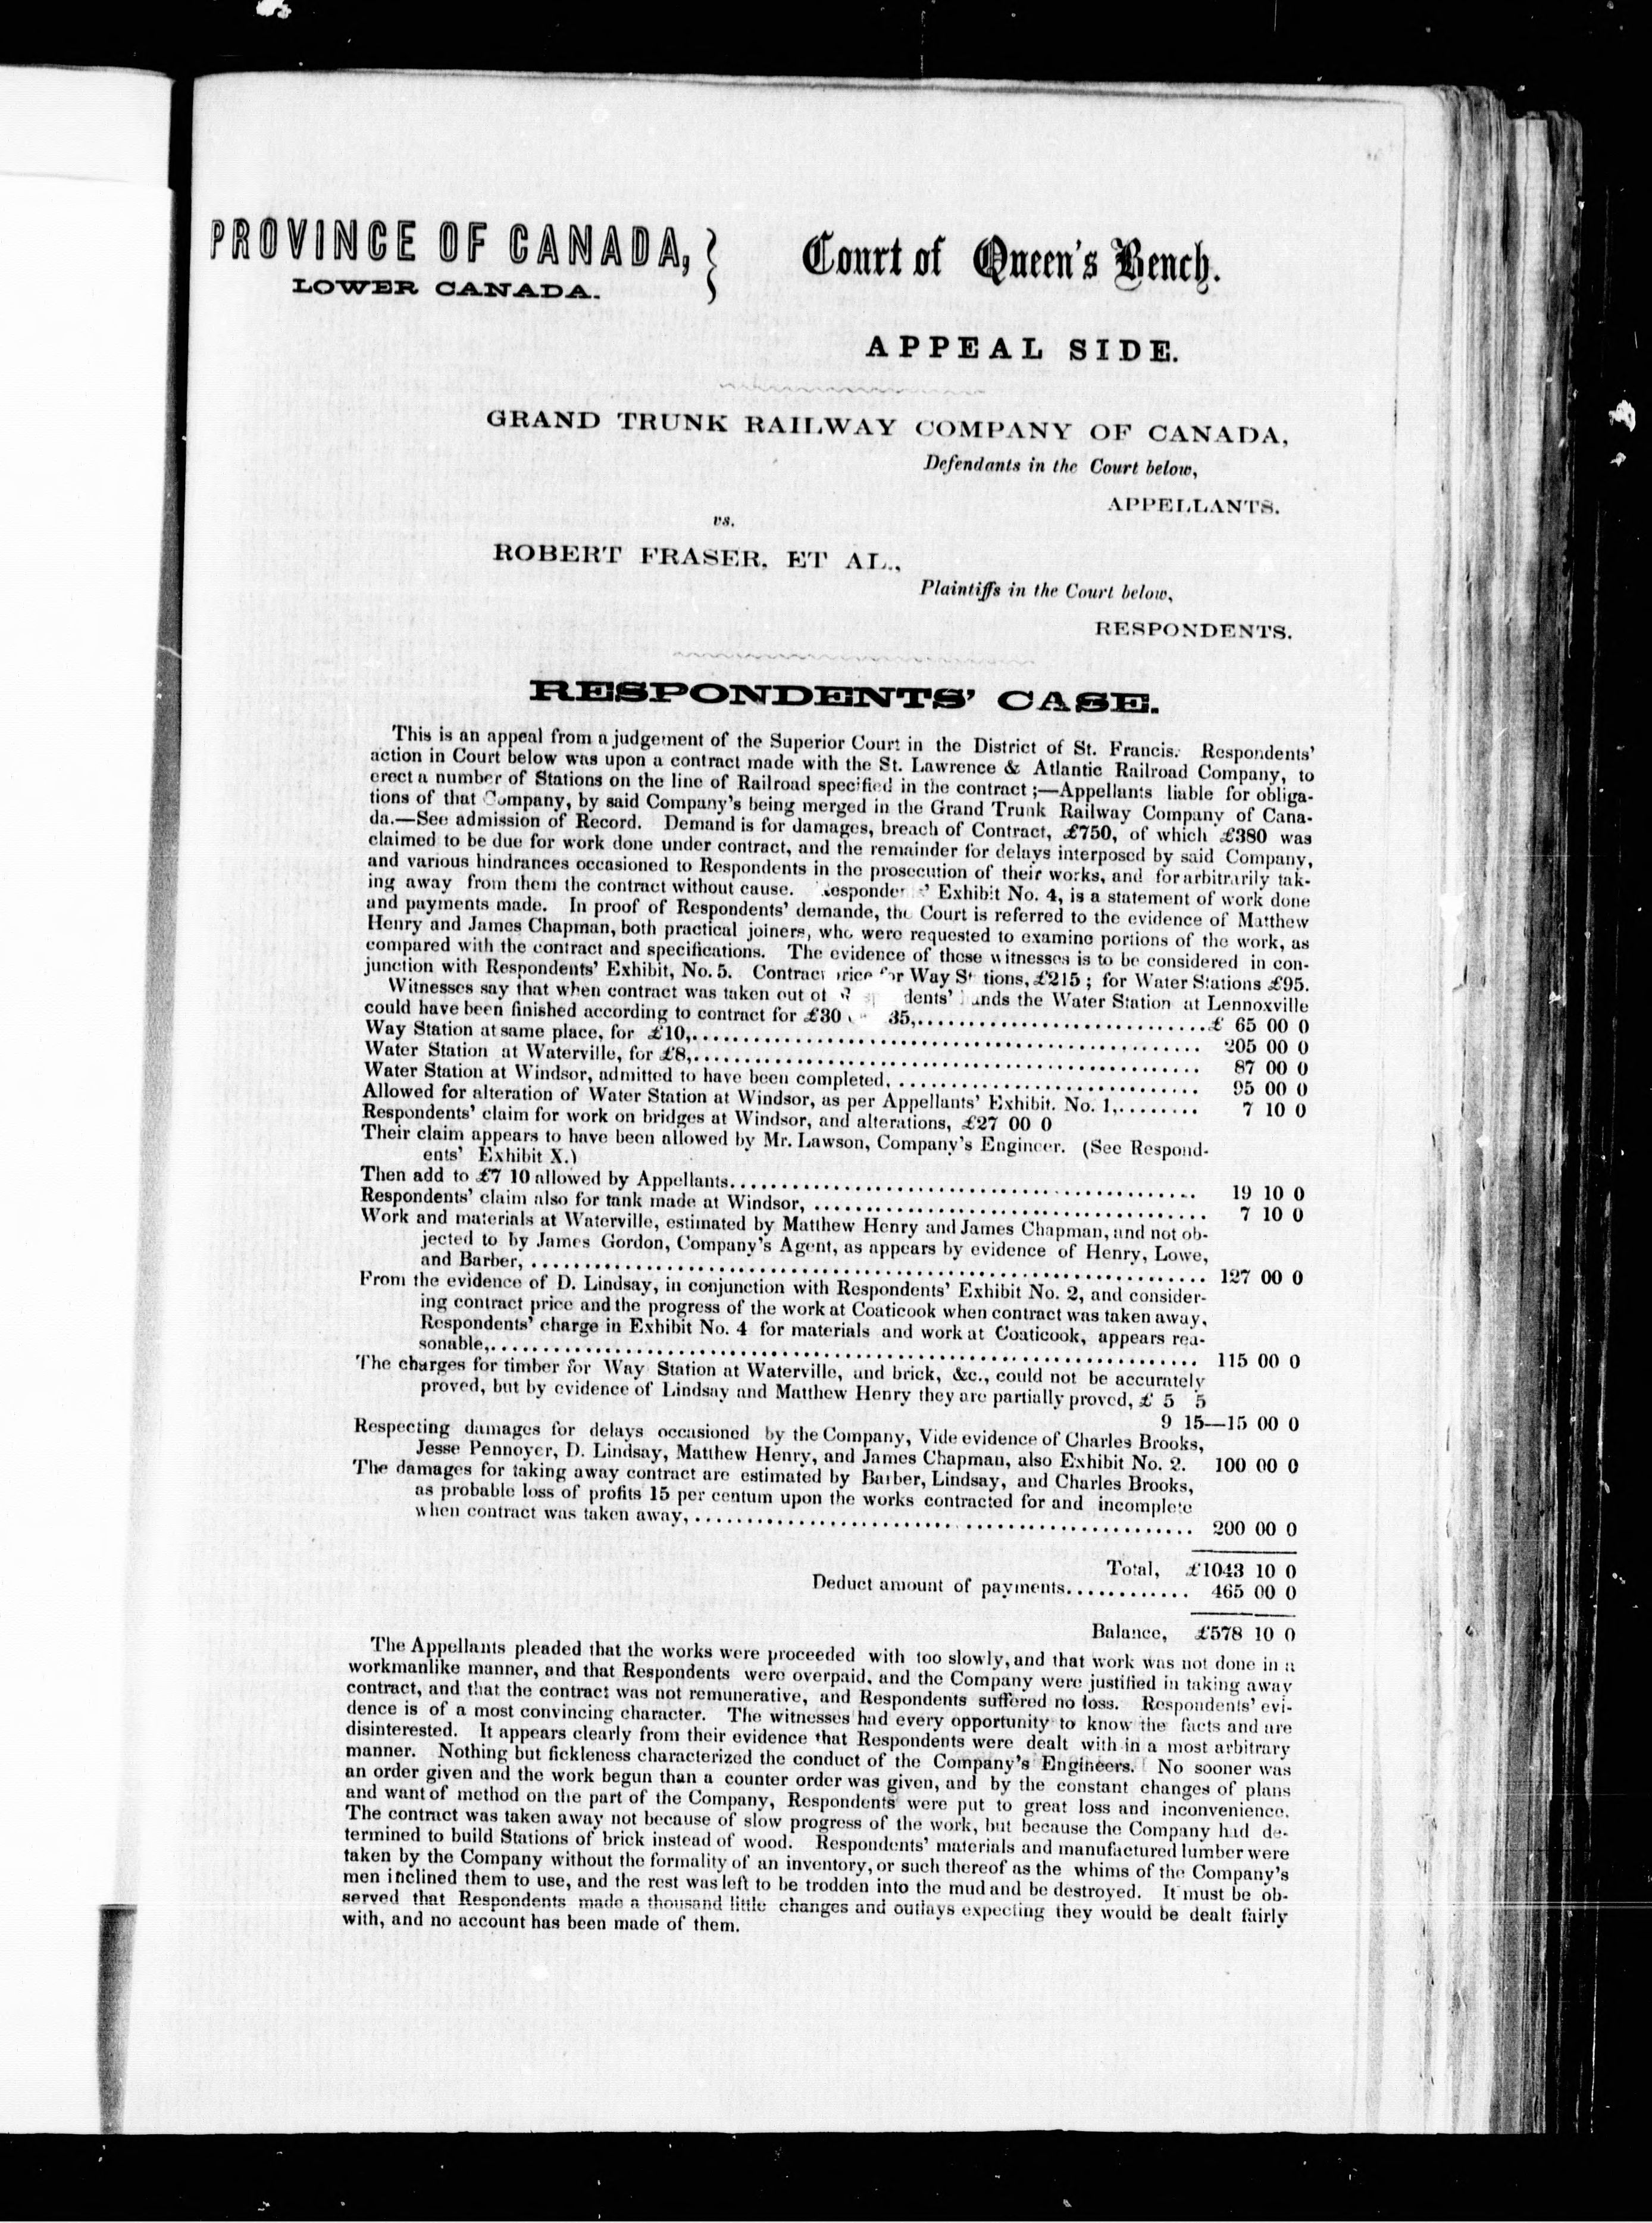 PROVINCE OF CANADA,
LOWER CANADA.
Court of Queen's Bench.
APPEAL SIDE.
GRAND TRUNK RAILWAY COMPANY OF CANADA,
Defendants in the Court below,
APPELLANTS.
vs.
ROBERT FRASER, ET AL.,
Plaintiffs in the Court below,
RESPONDENTS.
RESPONDENTS' CASE.
This is an appeal from a judgement of the Superior Court in the District of St. Francis. Respondents'
action in Court below was upon a contract made with the St. Lawrence & Atlantic Railroad Company, to
erect a number of Stations on the line of Railroad specified in the contract;—Appellants liable for obliga-
tions of that Company, by said Company's being merged in the Grand Trunk Railway Company of Cana-
da.—See admission of Record. Demand is for damages, breach of Contract, £750, of which £380 was
claimed to be due for work done under contract, and the remainder for delays interposed by said Company,
and various hindrances occasioned to Respondents in the prosecution of their works, and for arbitrarily tak-
ing away from them the contract without cause. Respondents' Exhibit No. 4, is a statement of work done
and payments made. In proof of Respondents' demande, the Court is referred to the evidence of Matthew
Henry and James Chapman, both practical joiners, who were requested to examine portions of the work, as
compared with the contract and specifications. The evidence of those witnesses is to be considered in con-
junction with Respondents' Exhibit, No. 5. Contract price for Way Stations, £215; for Water Stations £95.
Witnesses say that when contract was taken out of Respondents' hands the Water Station at Lennoxville
could have been finished according to contract for £30 35,........ £ 65 00 0
Way Station at same place, for £10,........ 205 00 0
Water Station at Waterville, for £8,........ 87 00 0
Water Station at Windsor, admitted to have been completed,........ 95 00 0
Allowed for alteration of Water Station at Windsor, as per Appellants' Exhibit. No. 1,........ 7 10 0
Respondents' claim for work on bridges at Windsor, and alterations, £27 00 0
Their claim appears to have been allowed by Mr. Lawson, Company's Engineer. (See Respond-
ents' Exhibit X.)
Then add to £7 10 allowed by Appellants........ 19 10 0
Respondents' claim also for tank made at Windsor,........ 7 10 0
Work and materials at Waterville, estimated by Matthew Henry and James Chapman, and not ob-
jected to by James Gordon, Company's Agent, as appears by evidence of Henry, Lowe,
and Barber,........ 127 00 0
From the evidence of D. Lindsay, in conjunction with Respondents' Exhibit No. 2, and consider-
ing contract price and the progress of the work at Coaticook when contract was taken away,
Respondents' charge in Exhibit No. 4 for materials and work at Coaticook, appears rea-
sonable,........ 115 00 0
The charges for timber for Way Station at Waterville, and brick, &c., could not be accurately
proved, but by evidence of Lindsay and Matthew Henry they are partially proved, £ 5 5
9 15—15 00 0
Respecting damages for delays occasioned by the Company, Vide evidence of Charles Brooks,
Jesse Pennoyer, D. Lindsay, Matthew Henry, and James Chapman, also Exhibit No. 2. 100 00 0
The damages for taking away contract are estimated by Barber, Lindsay, and Charles Brooks,
as probable loss of profits 15 per centum upon the works contracted for and incomplete
when contract was taken away,........ 200 00 0
Total, £1043 10 0
Deduct amount of payments........ 465 00 0
Balance, £578 10 0
The Appellants pleaded that the works were proceeded with too slowly, and that work was not done in a
workmanlike manner, and that Respondents were overpaid, and the Company were justified in taking away
contract, and that the contract was not remunerative, and Respondents suffered no loss. Respondents' evi-
dence is of a most convincing character. The witnesses had every opportunity to know the facts and are
disinterested. It appears clearly from their evidence that Respondents were dealt with in a most arbitrary
manner. Nothing but fickleness characterized the conduct of the Company's Engineers. No sooner was
an order given and the work begun than a counter order was given, and by the constant changes of plans
and want of method on the part of the Company, Respondents were put to great loss and inconvenience.
The contract was taken away not because of slow progress of the work, but because the Company had de-
termined to build Stations of brick instead of wood. Respondents' materials and manufactured lumber were
taken by the Company without the formality of an inventory, or such thereof as the whims of the Company's
men inclined them to use, and the rest was left to be trodden into the mud and be destroyed. It must be ob-
served that Respondents made a thousand little changes and outlays expecting they would be dealt fairly
with, and no account has been made of them.